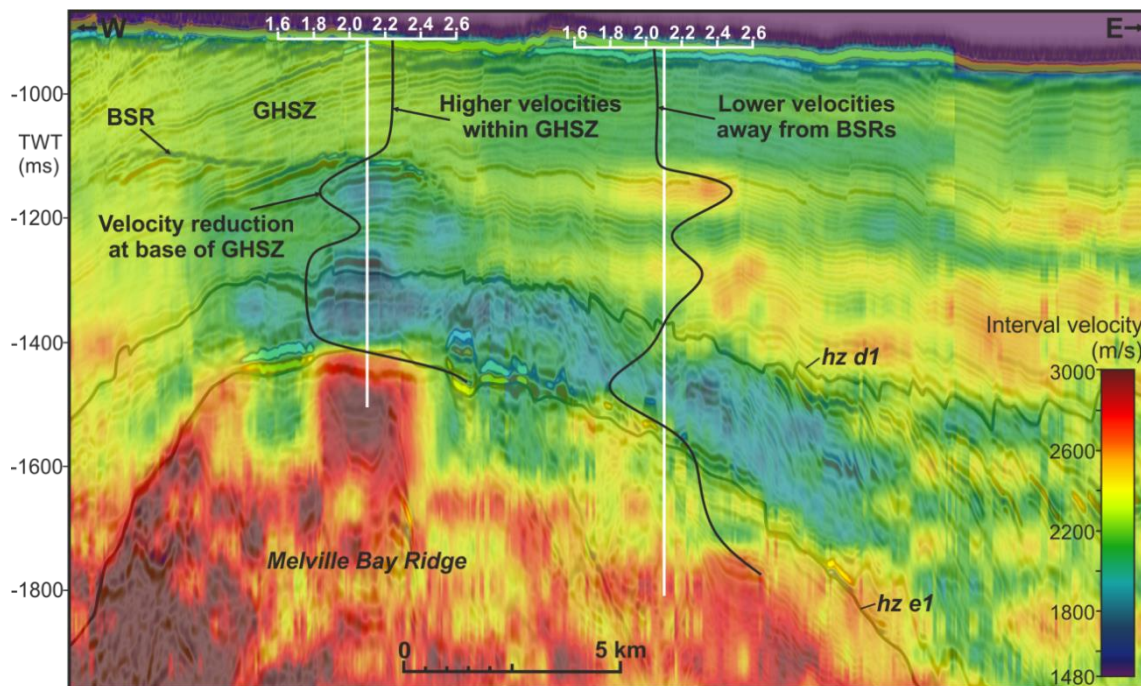 ←W
1.6 1.8 2.0 2.2 2.4 2.6
1.6 1.8 2.0 2.2 2.4 2.6
E→
-1000
TWT
(ms)
-1200
-1400
-1600
-1800
BSR
GHSZ
Higher velocities
within GHSZ
Lower velocities
away from BSRs
Velocity reduction
at base of GHSZ
hz d1
Interval velocity
(m/s)
3000
2600
2200
1800
1480
Melville Bay Ridge
hz e1
0 5 km